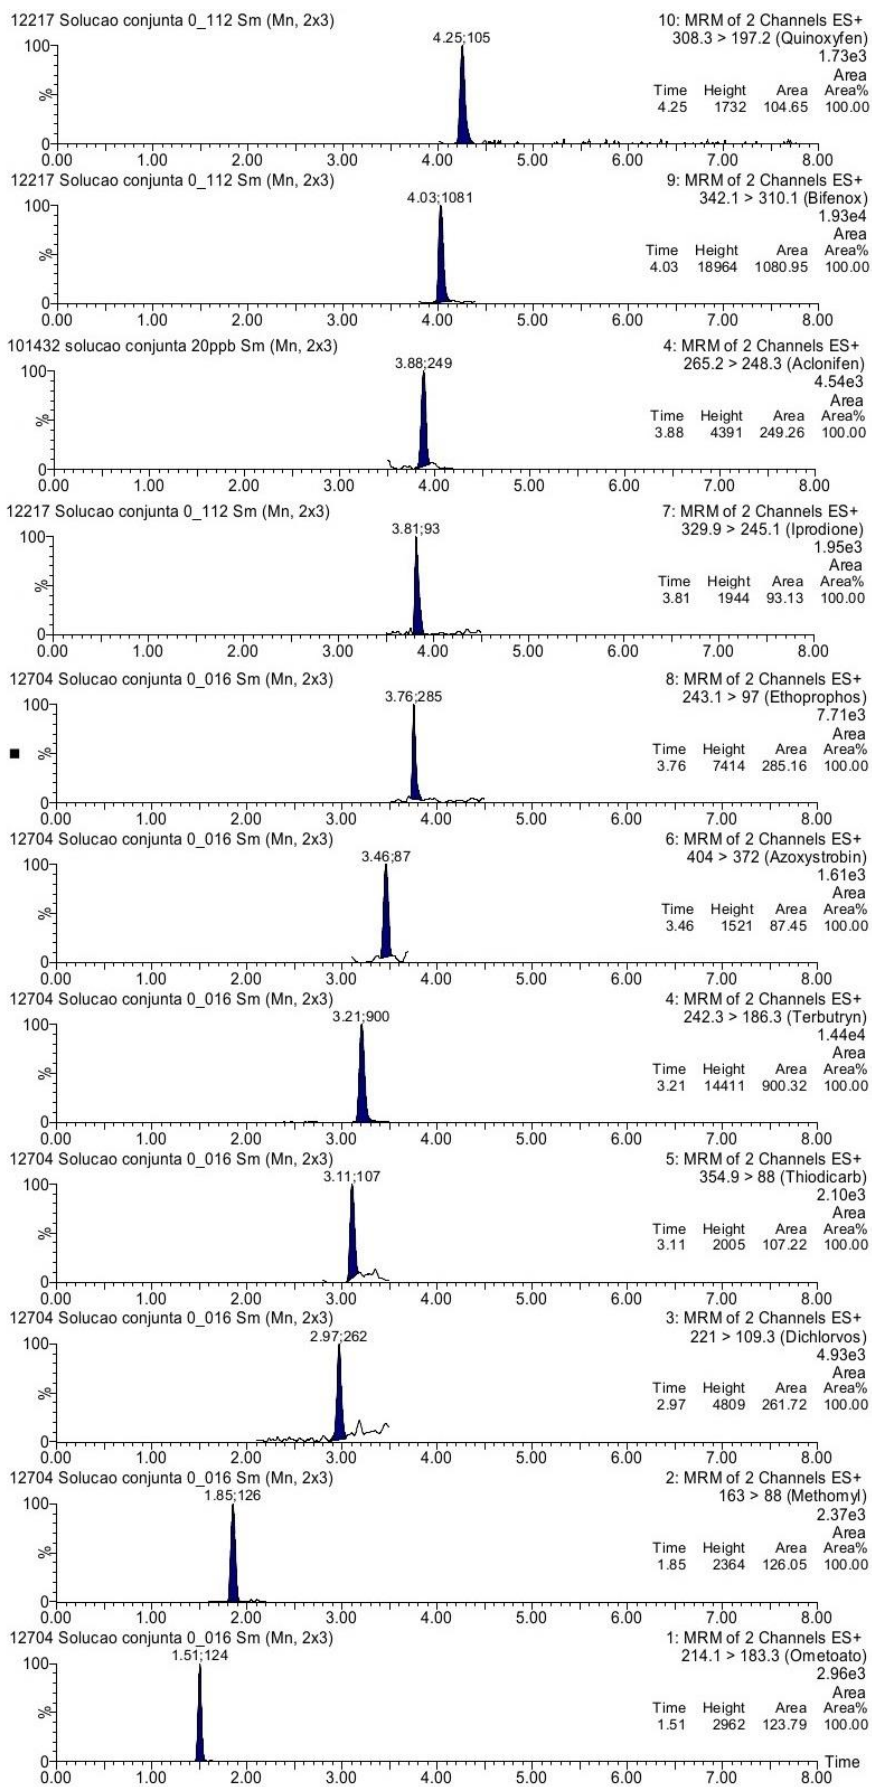 12217 Solucao conjunta 0_112 Sm (Mn, 2x3) 10: MRM of 2 Channels ES+
4.25;105 308.3 > 197.2 (Quinoxyfen)
100 1.73e3
Area
Time Height Area Area%
% 4.25 1732 104.65 100.00
0
0.00 1.00 2.00 3.00 4.00 5.00 6.00 7.00 8.00
12217 Solucao conjunta 0_112 Sm (Mn, 2x3) 9: MRM of 2 Channels ES+
4.03;1081 342.1 > 310.1 (Bifenox)
100 1.93e4
Area
Time Height Area Area%
% 4.03 18964 1080.95 100.00
0
0.00 1.00 2.00 3.00 4.00 5.00 6.00 7.00 8.00
101432 solucao conjunta 20ppb Sm (Mn, 2x3) 4: MRM of 2 Channels ES+
3.88;249 265.2 > 248.3 (Aclonifen)
100 4.54e3
Area
Time Height Area Area%
% 3.88 4391 249.26 100.00
0
0.00 1.00 2.00 3.00 4.00 5.00 6.00 7.00 8.00
12217 Solucao conjunta 0_112 Sm (Mn, 2x3) 7: MRM of 2 Channels ES+
3.81;93 329.9 > 245.1 (Iprodione)
100 1.95e3
Area
Time Height Area Area%
% 3.81 1944 93.13 100.00
0
0.00 1.00 2.00 3.00 4.00 5.00 6.00 7.00 8.00
12704 Solucao conjunta 0_016 Sm (Mn, 2x3) 8: MRM of 2 Channels ES+
3.76;285 243.1 > 97 (Ethoprophos)
100 7.71e3
Area
Time Height Area Area%
% 3.76 7414 285.16 100.00
0
0.00 1.00 2.00 3.00 4.00 5.00 6.00 7.00 8.00
12704 Solucao conjunta 0_016 Sm (Mn, 2x3) 6: MRM of 2 Channels ES+
3.46;87 404 > 372 (Azoxystrobin)
100 1.61e3
Area
Time Height Area Area%
% 3.46 1521 87.45 100.00
0
0.00 1.00 2.00 3.00 4.00 5.00 6.00 7.00 8.00
12704 Solucao conjunta 0_016 Sm (Mn, 2x3) 4: MRM of 2 Channels ES+
3.21;900 242.3 > 186.3 (Terbutryn)
100 1.44e4
Area
Time Height Area Area%
% 3.21 14411 900.32 100.00
0
0.00 1.00 2.00 3.00 4.00 5.00 6.00 7.00 8.00
12704 Solucao conjunta 0_016 Sm (Mn, 2x3) 5: MRM of 2 Channels ES+
3.11;107 354.9 > 88 (Thiodicarb)
100 2.10e3
Area
Time Height Area Area%
% 3.11 2005 107.22 100.00
0
0.00 1.00 2.00 3.00 4.00 5.00 6.00 7.00 8.00
12704 Solucao conjunta 0_016 Sm (Mn, 2x3) 3: MRM of 2 Channels ES+
2.97;262 221 > 109.3 (Dichlorvos)
100 4.93e3
Area
Time Height Area Area%
% 2.97 4809 261.72 100.00
0
0.00 1.00 2.00 3.00 4.00 5.00 6.00 7.00 8.00
12704 Solucao conjunta 0_016 Sm (Mn, 2x3) 2: MRM of 2 Channels ES+
1.85;126 163 > 88 (Methomyl)
100 2.37e3
Area
Time Height Area Area%
% 1.85 2364 126.05 100.00
0
0.00 1.00 2.00 3.00 4.00 5.00 6.00 7.00 8.00
12704 Solucao conjunta 0_016 Sm (Mn, 2x3) 1: MRM of 2 Channels ES+
1.51;124 214.1 > 183.3 (Ometoato)
100 2.96e3
Area
Time Height Area Area%
% 1.51 2962 123.79 100.00
0 Time
0.00 1.00 2.00 3.00 4.00 5.00 6.00 7.00 8.00